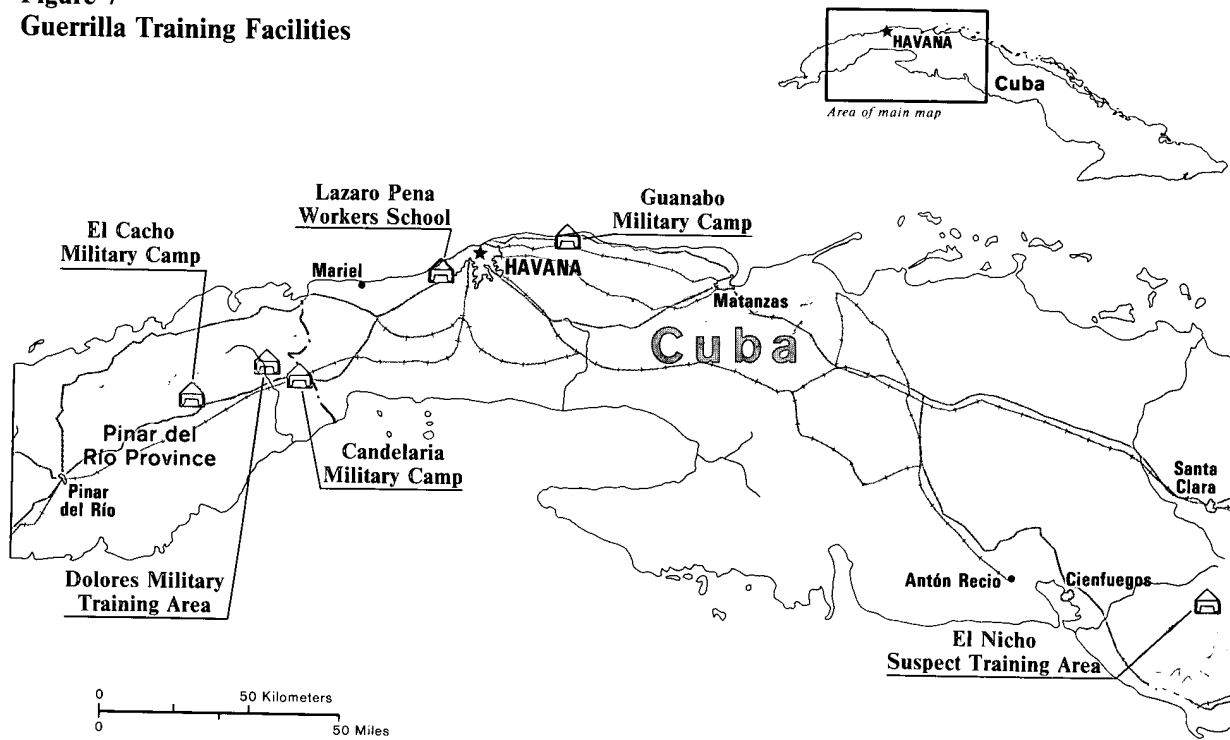 Guerrilla Training Facilities
HAVANA
Cuba
Area of main map
Lazaro Pena
Workers School
Guanabo
Military Camp
El Cacho
Military Camp
Mariel
HAVANA
Matanzas
Cuba
Pinar del
Río Province
Candelaria
Military Camp
Pinar
del Río
Santa
Clara
Dolores Military
Training Area
Antón Recio
Cienfuegos
El Nicho
Suspect Training Area
0
50 Kilometers
0
50 Miles